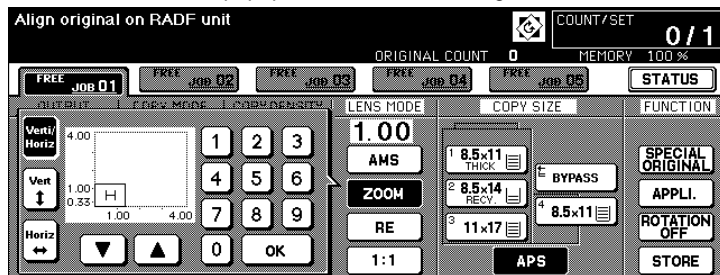 Align original on RADF unit
COUNT/SET
0/1
ORIGINAL COUNT 0 MEMORY 100%
FREE JOB 01
FREE JOB 02
FREE JOB 03
FREE JOB 04
FREE JOB 05
STATUS
OUTPUT COPY MODE COPY DENSITY LENS MODE COPY SIZE FUNCTION
Verti/
Horiz
4.00
1.00
0.33
H
1.00 4.00
Vert
Horiz
1 2 3
4 5 6
7 8 9
0 OK
1.00
AMS
ZOOM
RE
1:1
1 8.5x11
THICK
2 8.5x14
RECY.
3 11x17
BYPASS
4 8.5x11
APS
SPECIAL
ORIGINAL
APPLI.
ROTATION
OFF
STORE